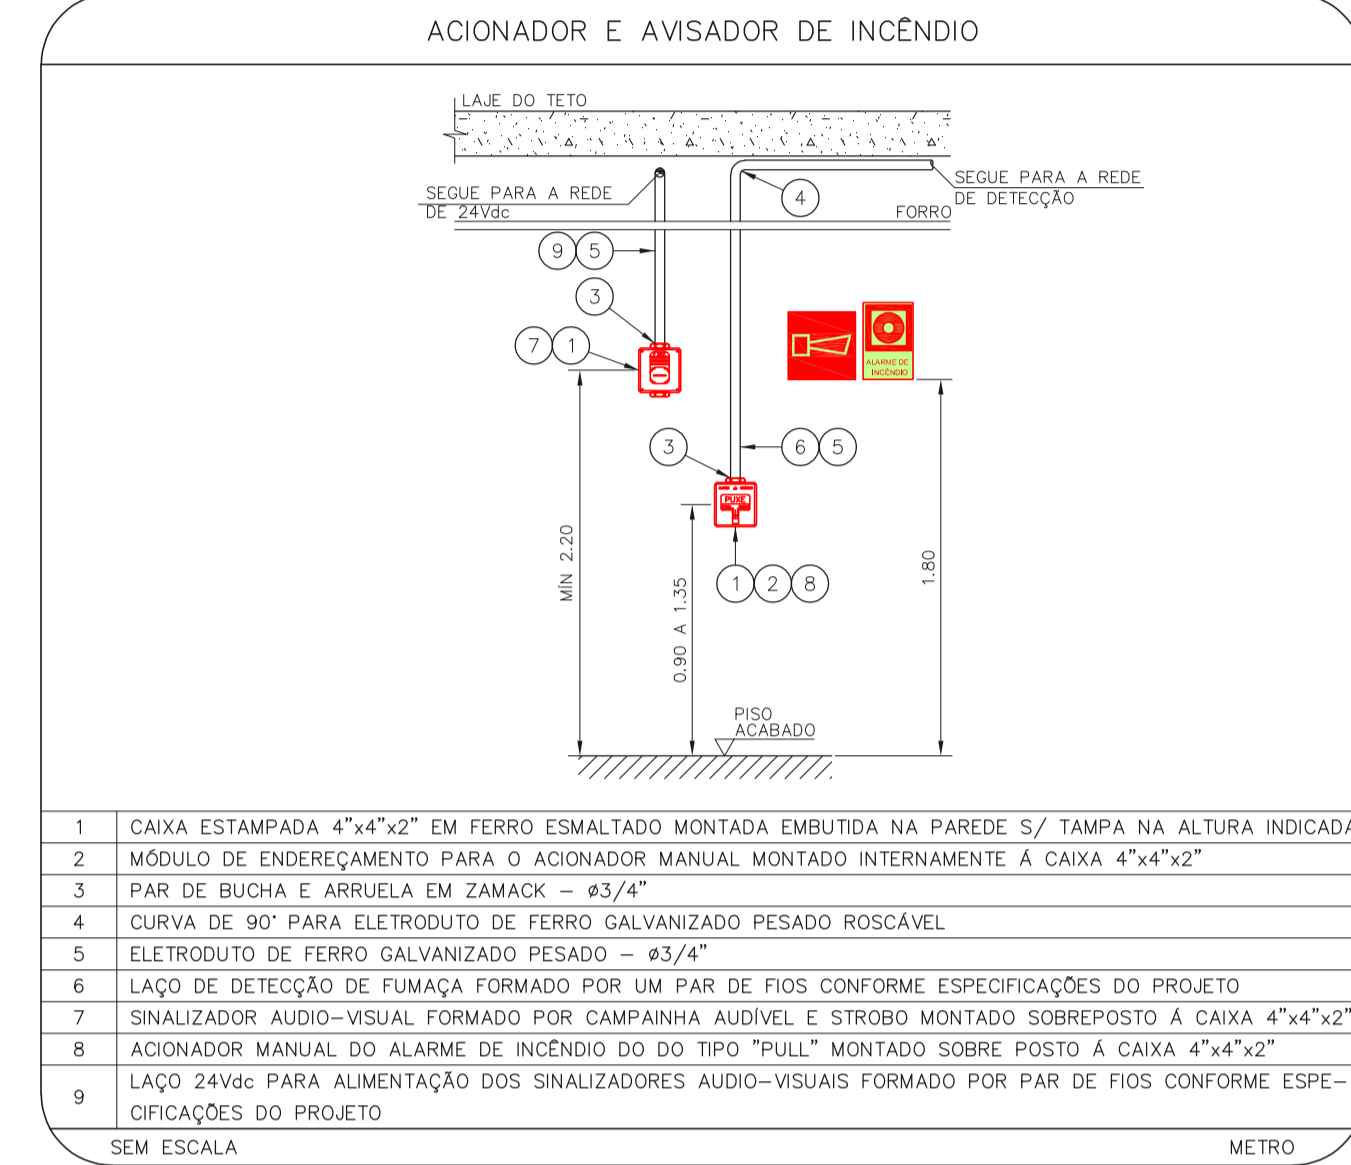 ACIONADOR E AVISADOR DE INCÊNDIO
LAJE DO TETO
SEGUE PARA A REDE
DE 24Vdc
SEGUE PARA A REDE
DE DETECÇÃO
4
FORRO
9 5
3
7 1
ALARME DE
INCÊNDIO
3
6 5
PUXE
1 2 8
MÍN 2.20
0.90 A 1.35
1.80
PISO
ACABADO
1 CAIXA ESTAMPADA 4"x4"x2" EM FERRO ESMALTADO MONTADA EMBUTIDA NA PAREDE S/ TAMPA NA ALTURA INDICADA
2 MÓDULO DE ENDEREÇAMENTO PARA O ACIONADOR MANUAL MONTADO INTERNAMENTE Á CAIXA 4"x4"x2"
3 PAR DE BUCHA E ARRUELA EM ZAMACK – ø3/4"
4 CURVA DE 90° PARA ELETRODUTO DE FERRO GALVANIZADO PESADO ROSCÁVEL
5 ELETRODUTO DE FERRO GALVANIZADO PESADO – ø3/4"
6 LAÇO DE DETECÇÃO DE FUMAÇA FORMADO POR UM PAR DE FIOS CONFORME ESPECIFICAÇÕES DO PROJETO
7 SINALIZADOR AUDIO–VISUAL FORMADO POR CAMPAINHA AUDÍVEL E STROBO MONTADO SOBREPOSTO Á CAIXA 4"x4"x2"
8 ACIONADOR MANUAL DO ALARME DE INCÊNDIO DO DO TIPO "PULL" MONTADO SOBRE POSTO Á CAIXA 4"x4"x2"
9 LAÇO 24Vdc PARA ALIMENTAÇÃO DOS SINALIZADORES AUDIO–VISUAIS FORMADO POR PAR DE FIOS CONFORME ESPE–
CIFICAÇÕES DO PROJETO
SEM ESCALA
METRO